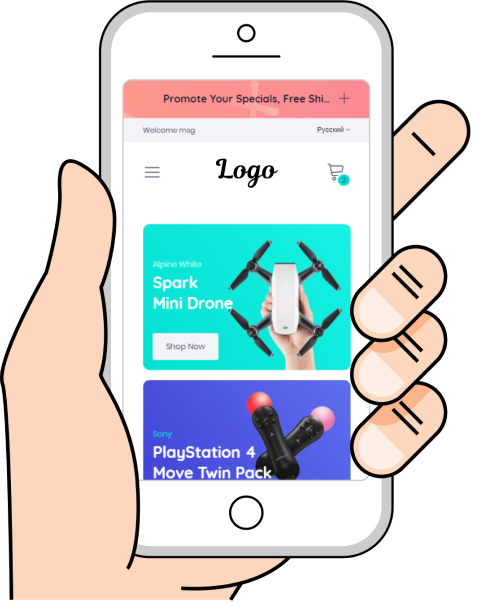 Promote Your Specials, Free Shi...
Welcome msg
Русский
Logo
2
Alpine White
Spark
Mini Drone
Shop Now
Sony
PlayStation 4
Move Twin Pack